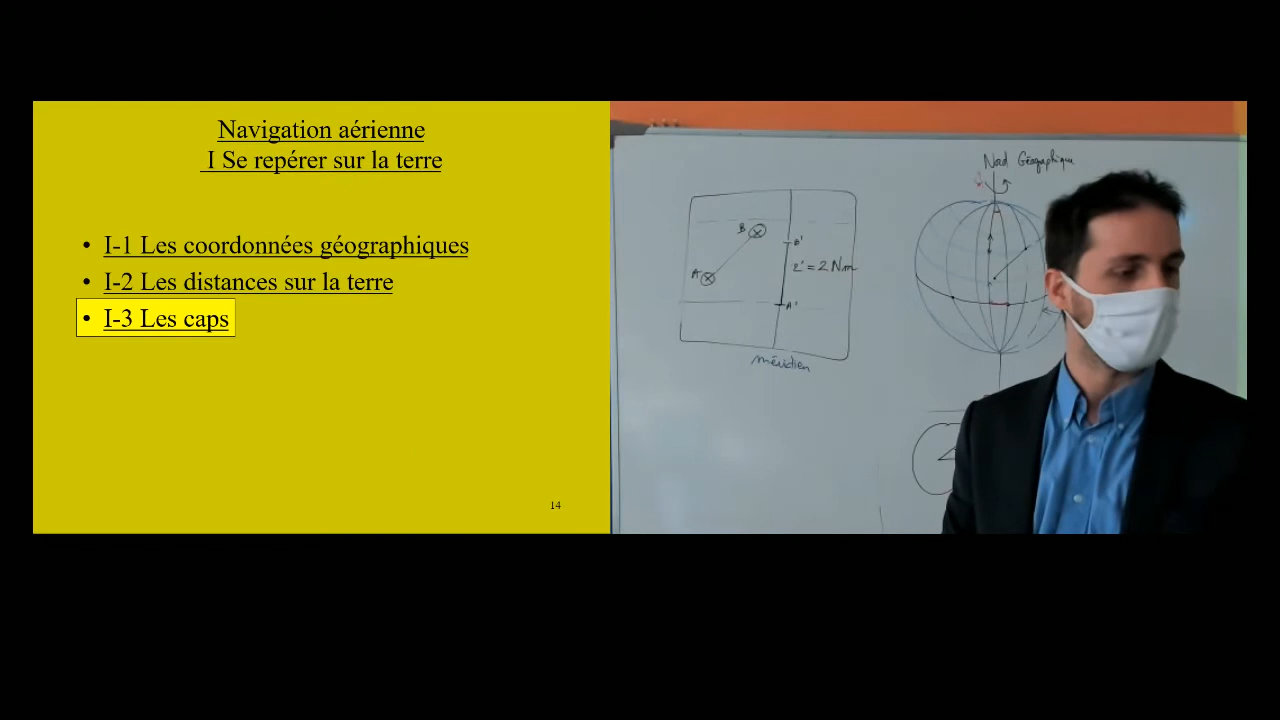 Navigation aérienne
I Se repérer sur la terre
• I-1 Les coordonnées géographiques
• I-2 Les distances sur la terre
• I-3 Les caps
14
Nord Géographique
B
B'
A
2' = 2 Nm
A'
méridien